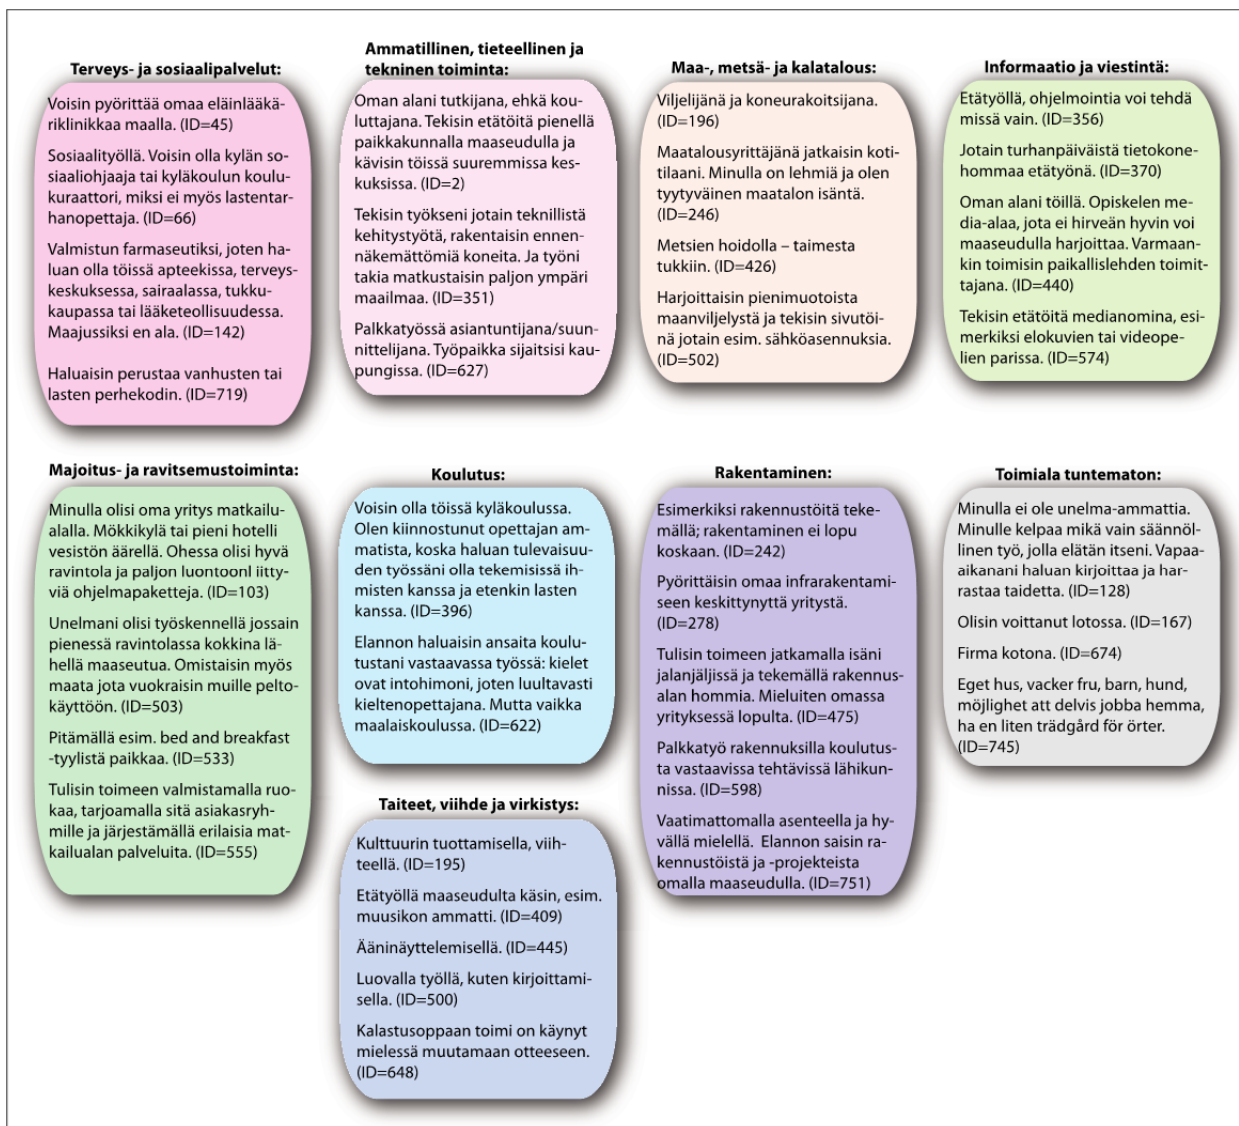 Terveys- ja sosiaalipalvelut:
Voisin pyörittää omaa eläinlääkä-
riklinikkaa maalla. (ID=45)
Sosiaalityöllä. Voisin olla kylän so-
siaaliohjaaja tai kyläkoulun koulu-
kuraattori, miksi ei myös lastentar-
hanopettaja. (ID=66)
Valmistun farmaseutiksi, joten ha-
luan olla töissä apteekissa, terveys-
keskuksessa, sairaalassa, tukku-
kaupassa tai lääketeollisuudessa.
Maajussiksi en ala. (ID=142)
Haluaisin perustaa vanhusten tai
lasten perhekodin. (ID=719)
Ammatillinen, tieteellinen ja
tekninen toiminta:
Oman alani tutkijana, ehkä kou-
luttajana. Tekisin etätöitä pienellä
paikkakunnalla maaseudulla ja
kävisin töissä suuremmissa kes-
kuksissa. (ID=2)
Tekisin työkseni jotain teknillistä
kehitystyötä, rakentaisin ennen-
näkemättömiä koneita. Ja työni
takia matkustaisin paljon ympäri
maailmaa. (ID=351)
Palkkatyössä asiantuntijana/suun-
nittelijana. Työpaikka sijaitsisi kau-
pungissa. (ID=627)
Maa-, metsä- ja kalatalous:
Viljelijänä ja koneurakoitsijana.
(ID=196)
Maatalousyrittäjänä jatkaisin koti-
tilaani. Minulla on lehmiä ja olen
tyytyväinen maatalon isäntä.
(ID=246)
Metsien hoidolla – taimesta
tukkiin. (ID=426)
Harjoittaisin pienimuotoista
maanviljelystä ja tekisin sivutöi-
nä jotain esim. sähköasennuksia.
(ID=502)
Informaatio ja viestintä:
Etätyöllä, ohjelmointia voi tehdä
missä vain. (ID=356)
Jotain turhanpäiväistä tietokone-
hommaa etätyönä. (ID=370)
Oman alani töillä. Opiskelen me-
dia-alaa, jota ei hirveän hyvin voi
maaseudulla harjoittaa. Varmaan-
kin toimisin paikallislehden toimit-
tajana. (ID=440)
Tekisin etätöitä medianomina, esi-
merkiksi elokuvien tai videope-
lien parissa. (ID=574)
Majoitus- ja ravitsemustoiminta:
Minulla olisi oma yritys matkailu-
alalla. Mökkikylä tai pieni hotelli
vesistön äärellä. Ohessa olisi hyvä
ravintola ja paljon luontoonl iitty-
viä ohjelmapaketteja. (ID=103)
Unelmani olisi työskennellä jossain
pienessä ravintolassa kokkina lä-
hellä maaseutua. Omistaisin myös
maata jota vuokraisin muille pelto-
käyttöön. (ID=503)
Pitämällä esim. bed and breakfast
-tyylistä paikkaa. (ID=533)
Tulisin toimeen valmistamalla ruo-
kaa, tarjoamalla sitä asiakasryh-
mille ja järjestämällä erilaisia mat-
kailualan palveluita. (ID=555)
Koulutus:
Voisin olla töissä kyläkoulussa.
Olen kiinnostunut opettajan am-
matista, koska haluan tulevaisuu-
den työssäni olla tekemisissä ih-
misten kanssa ja etenkin lasten
kanssa. (ID=396)
Elannon haluaisin ansaita koulu-
tustani vastaavassa työssä: kielet
ovat intohimoni, joten luultavasti
kieltenopettajana. Mutta vaikka
maalaiskoulussa. (ID=622)
Taiteet, viihde ja virkistys:
Kulttuurin tuottamisella, viih-
teellä. (ID=195)
Etätyöllä maaseudulta käsin, esim.
muusikon ammatti. (ID=409)
Ääninäyttelemisellä. (ID=445)
Luovalla työllä, kuten kirjoittami-
sella. (ID=500)
Kalastusoppaan toimi on käynyt
mielessä muutamaan otteeseen.
(ID=648)
Rakentaminen:
Esimerkiksi rakennustöitä teke-
mällä; rakentaminen ei lopu
koskaan. (ID=242)
Pyörittäisin omaa infrarakentami-
seen keskittynyttä yritystä.
(ID=278)
Tulisin toimeen jatkamalla isäni
jalanjäljissä ja tekemällä rakennus-
alan hommia. Mieluiten omassa
yrityksessä lopulta. (ID=475)
Palkkatyö rakennuksilla koulutus-
ta vastaavissa tehtävissä lähikun-
nissa. (ID=598)
Vaatimattomalla asenteella ja hy-
vällä mielellä. Elannon saisin ra-
kennustöistä ja -projekteista
omalla maaseudulla. (ID=751)
Toimiala tuntematon:
Minulla ei ole unelma-ammattia.
Minulle kelpaa mikä vain säännöl-
linen työ, jolla elätän itseni. Vapaa-
aikanani haluan kirjoittaa ja har-
rastaa taidetta. (ID=128)
Olisin voittanut lotossa. (ID=167)
Firma kotona. (ID=674)
Eget hus, vacker fru, barn, hund,
möjlighet att delvis jobba hemma,
ha en liten trädgård för örter.
(ID=745)